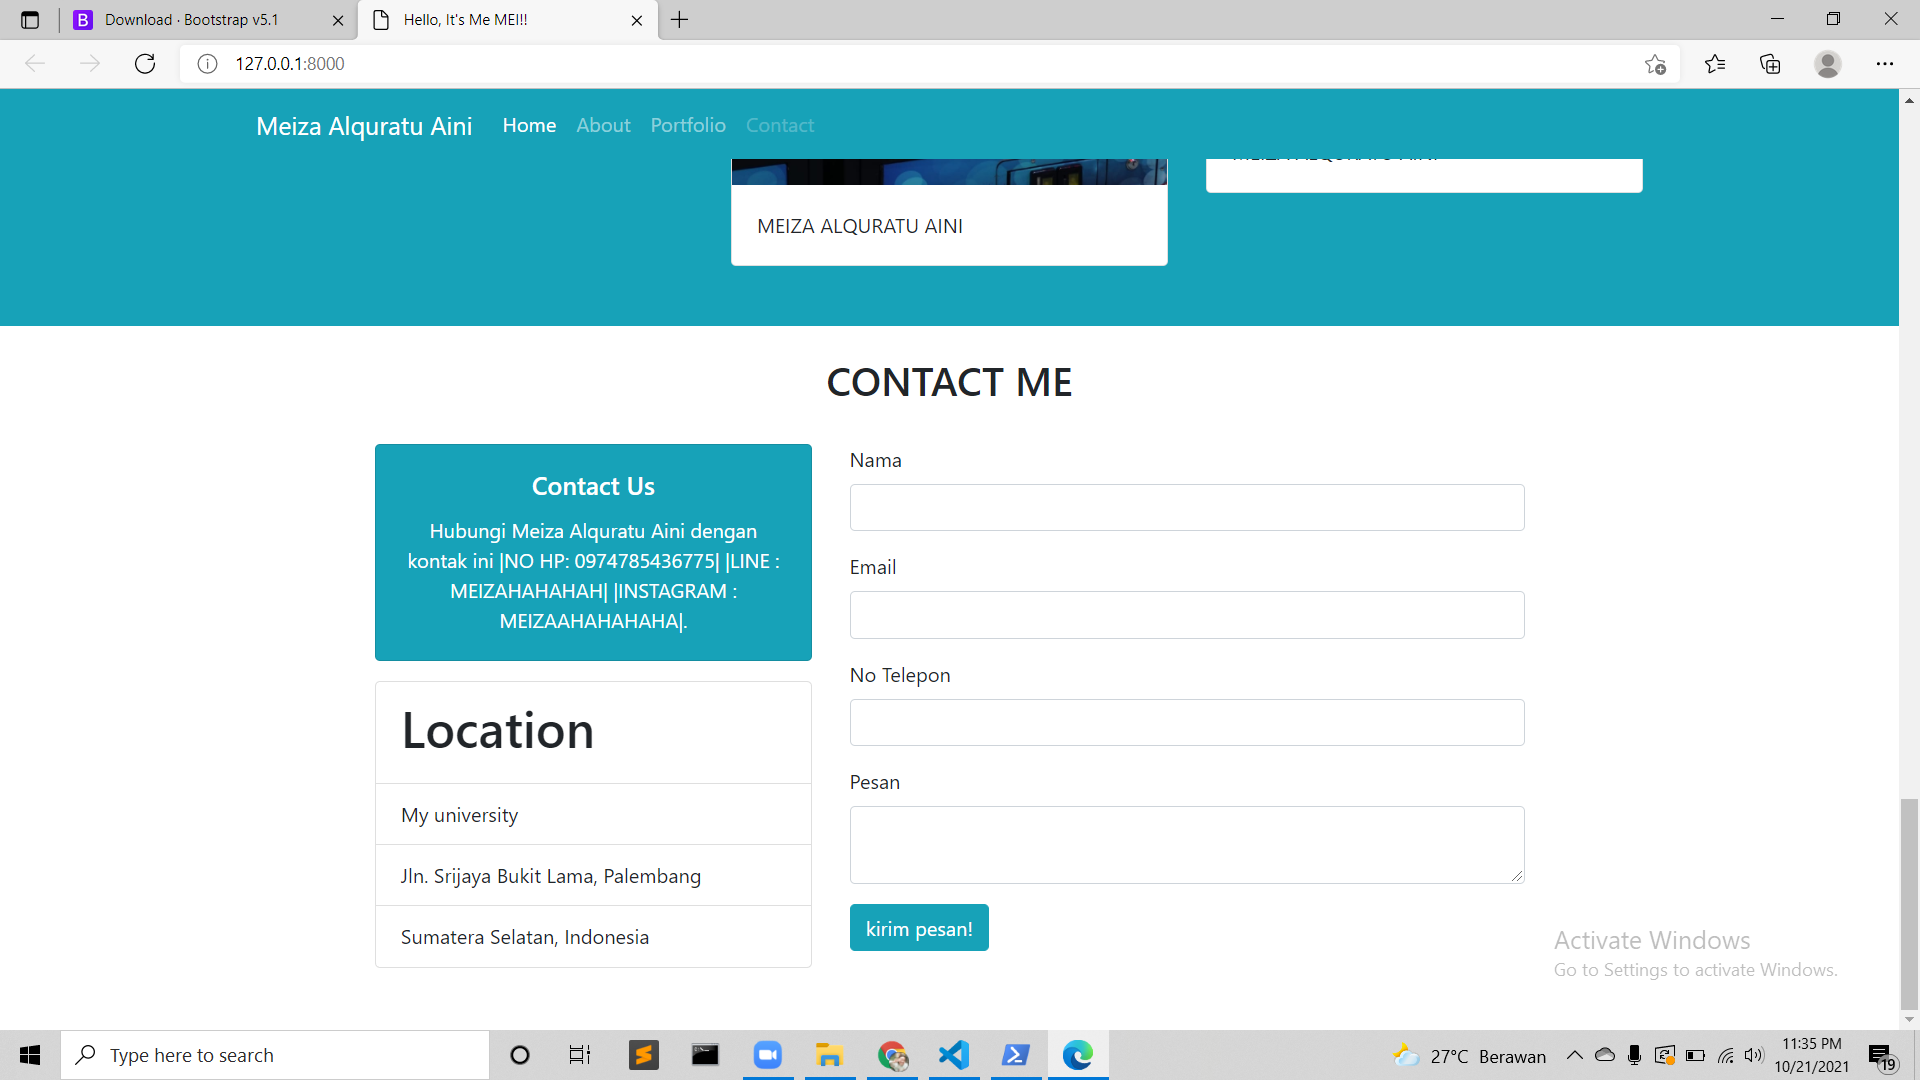 Download · Bootstrap v5.1
Hello, It's Me MEI!!
127.0.0.1:8000
Meiza Alquratu Aini Home About Portfolio Contact
MEIZA ALQURATU AINI
MEIZA ALQURATU AINI
CONTACT ME
Contact Us
Hubungi Meiza Alquratu Aini dengan
kontak ini |NO HP: 0974785436775| |LINE :
MEIZAHAHAHAH| |INSTAGRAM :
MEIZAAHAHAHAHA|.
Location
My university
Jln. Srijaya Bukit Lama, Palembang
Sumatera Selatan, Indonesia
Nama
Email
No Telepon
Pesan
kirim pesan!
Activate Windows
Go to Settings to activate Windows.
Type here to search
27°C Berawan
11:35 PM
10/21/2021
19